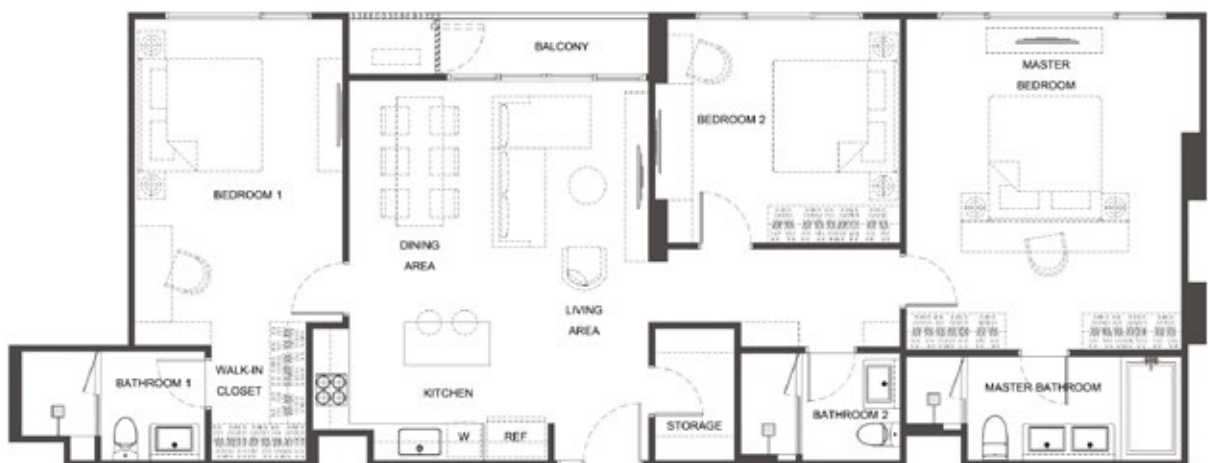 BALCONY
MASTER
BEDROOM
BEDROOM 2
BEDROOM 1
DINING
AREA
LIVING
AREA
BATHROOM 1
WALK-IN
CLOSET
KITCHEN
W
REF
STORAGE
BATHROOM 2
MASTER BATHROOM